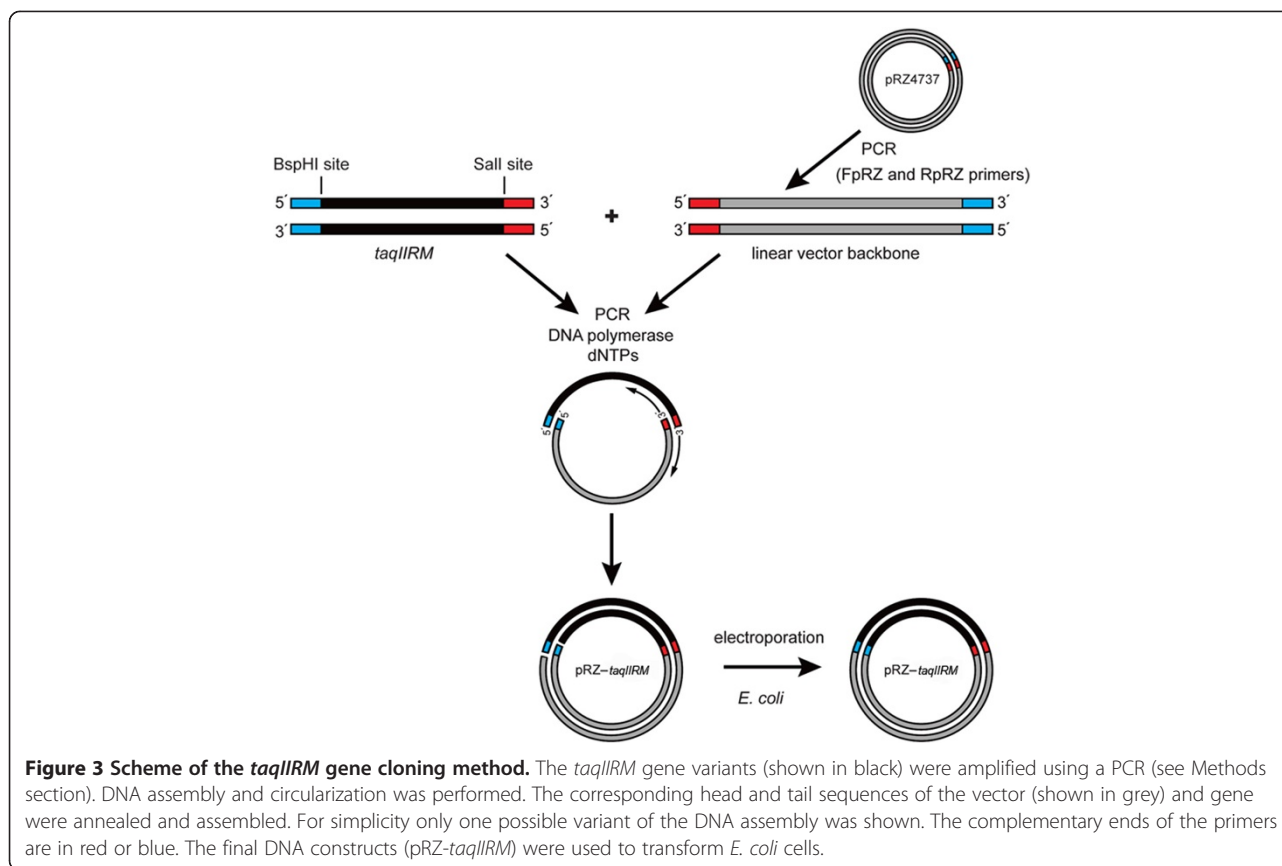 pRZ4737
PCR
(FpRZ and RpRZ primers)
BspHI site
SalI site
5´
3´
+
5´
3´
3´
5´
3´
5´
taqIIRM
linear vector backbone
PCR
DNA polymerase
dNTPs
5´
5´
3´
3´
pRZ–taqIIRM
electroporation
E. coli
pRZ–taqIIRM
Figure 3 Scheme of the taqIIRM gene cloning method. The taqIIRM gene variants (shown in black) were amplified using a PCR (see Methods
section). DNA assembly and circularization was performed. The corresponding head and tail sequences of the vector (shown in grey) and gene
were annealed and assembled. For simplicity only one possible variant of the DNA assembly was shown. The complementary ends of the primers
are in red or blue. The final DNA constructs (pRZ-taqIIRM) were used to transform E. coli cells.